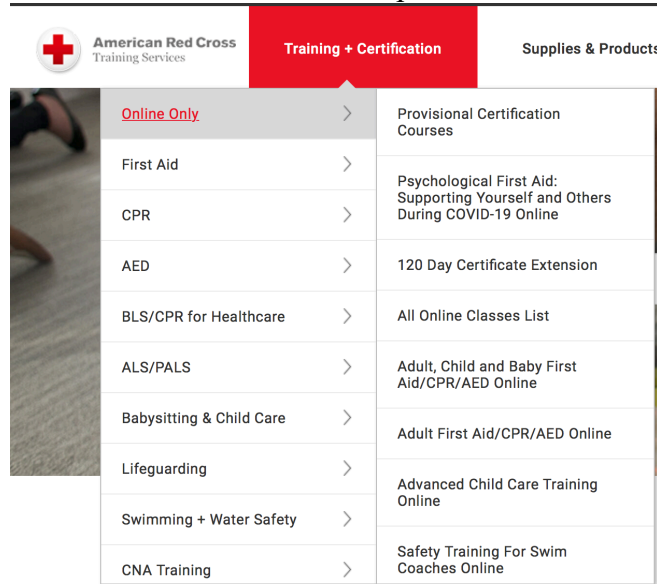 American Red Cross
Training Services
Training + Certification
Supplies & Products
Online Only
First Aid
CPR
AED
BLS/CPR for Healthcare
ALS/PALS
Babysitting & Child Care
Lifeguarding
Swimming + Water Safety
CNA Training
Provisional Certification
Courses
Psychological First Aid:
Supporting Yourself and Others
During COVID-19 Online
120 Day Certificate Extension
All Online Classes List
Adult, Child and Baby First
Aid/CPR/AED Online
Adult First Aid/CPR/AED Online
Advanced Child Care Training
Online
Safety Training For Swim
Coaches Online